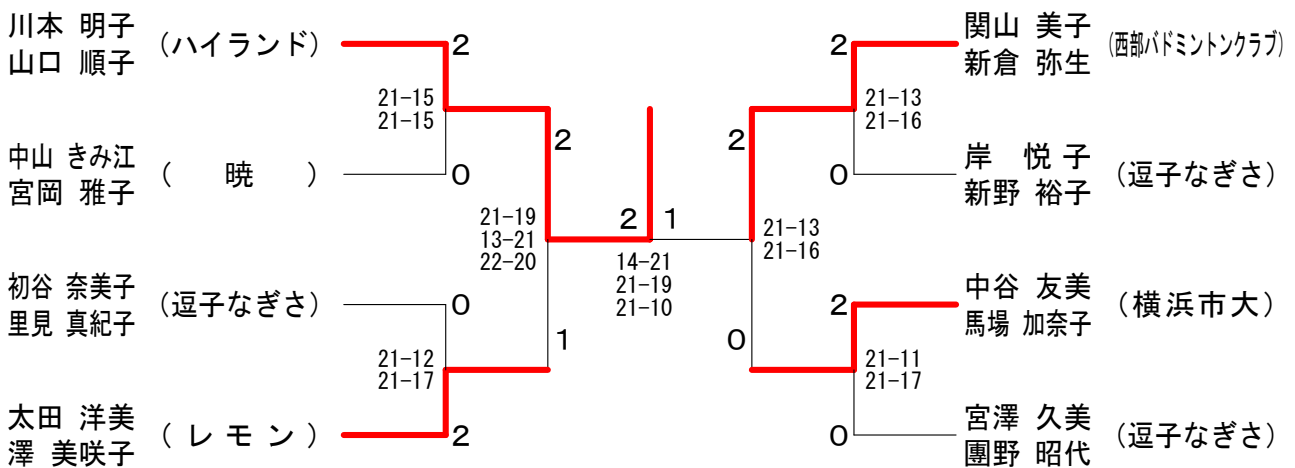 川本 明子
山口 順子
(ハイランド)
2
21-15
21-15
中山 きみ江
宮岡 雅子
( 暁 )
0
2
21-19
13-21
22-20
初谷 奈美子
里見 真紀子
(逗子なぎさ)
0
21-12
21-17
1
太田 洋美
澤 美咲子
(レモン)
2
2
1
14-21
21-19
21-10
関山 美子
新倉 弥生
(西部バドミントンクラブ)
2
21-13
21-16
2
岸 悦子
新野 裕子
(逗子なぎさ)
0
21-13
21-16
中谷 友美
馬場 加奈子
(横浜市大)
2
0
21-11
21-17
宮澤 久美
團野 昭代
(逗子なぎさ)
0